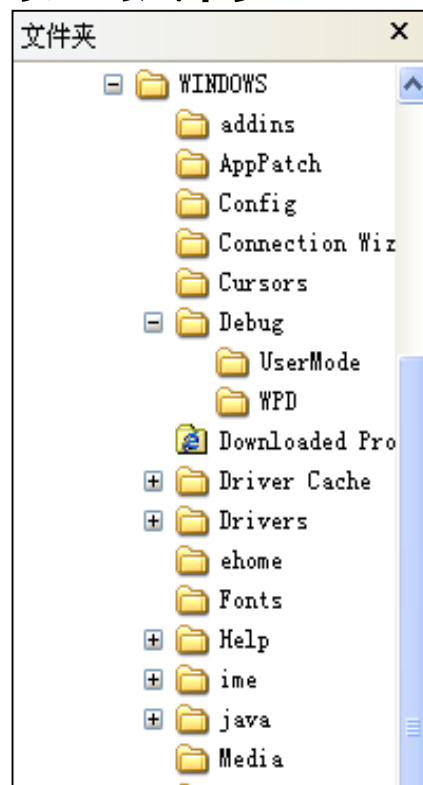 文件夹
WINDOWS
addins
AppPatch
Config
Connection Wiz
Cursors
Debug
UserMode
WPD
Downloaded Pro
Driver Cache
Drivers
ehome
Fonts
Help
ime
java
Media